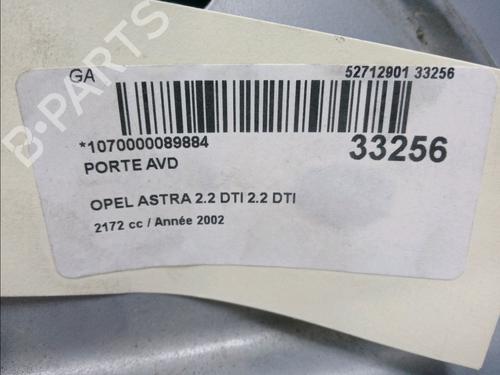 GA
52712901 33256
*1070000089884
33256
PORTE AVD
OPEL ASTRA 2.2 DTI 2.2 DTI
2172 cc / Année 2002
B-PARTS